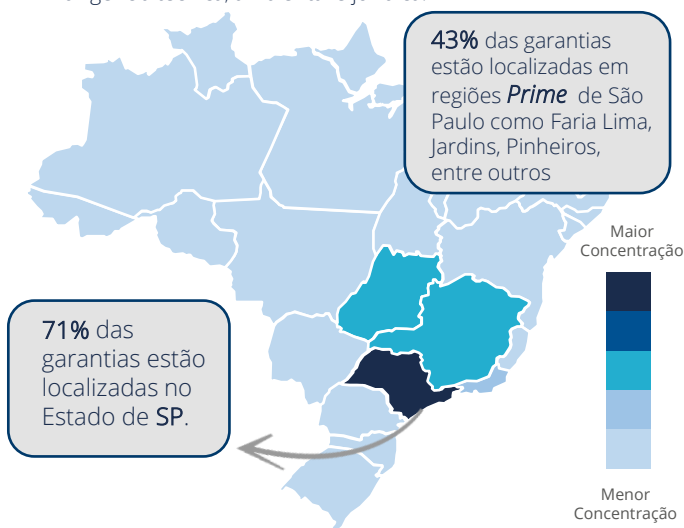 43% das garantias
estão localizadas em
regiões Prime de São
Paulo como Faria Lima,
Jardins, Pinheiros,
entre outros
Maior
Concentração
71% das
garantias estão
localizadas no
Estado de SP.
Menor
Concentração